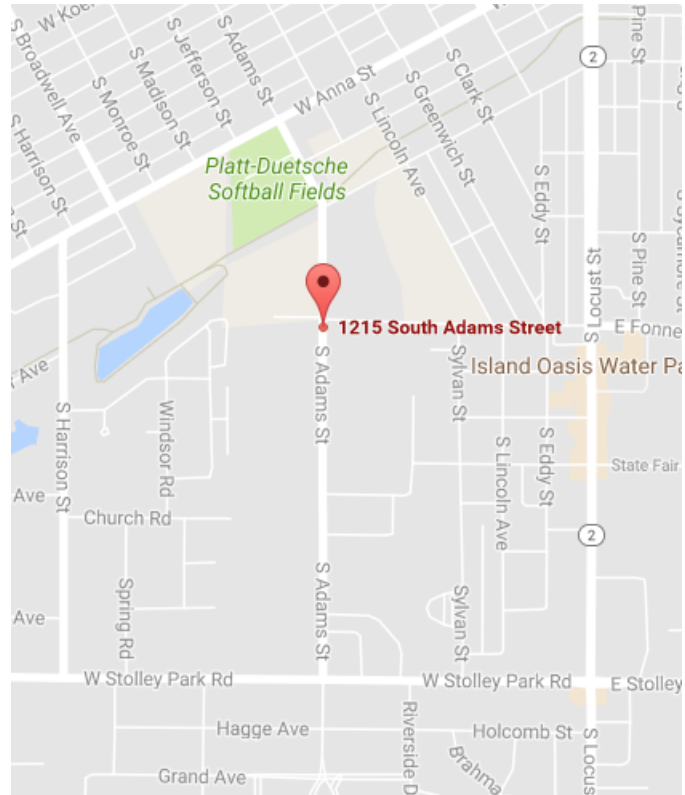 W Koe
S Broadwell Ave
S Madison St
S Jefferson St
S Adams St
Pine St
2
W Anna St
S Clark St
S Monroe St
S Greenwich St
S Lincoln Ave
S Harrison St
Platt-Duetsche
Softball Fields
S Eddy St
S Locust St
S Pine St
S Sycamore St
1215 South Adams Street
E Fonne
Island Oasis Water Pa
Ave
S Adams St
Sylvan St
S Harrison St
Windsor Rd
S Lincoln Ave
S Eddy St
State Fair
Ave
Church Rd
2
S Adams St
Spring Rd
Sylvan St
Ave
W Stolley Park Rd
W Stolley Park Rd
E Stolley
Hagge Ave
Riverside D
Holcomb St
S Locus
Brahma
Grand Ave